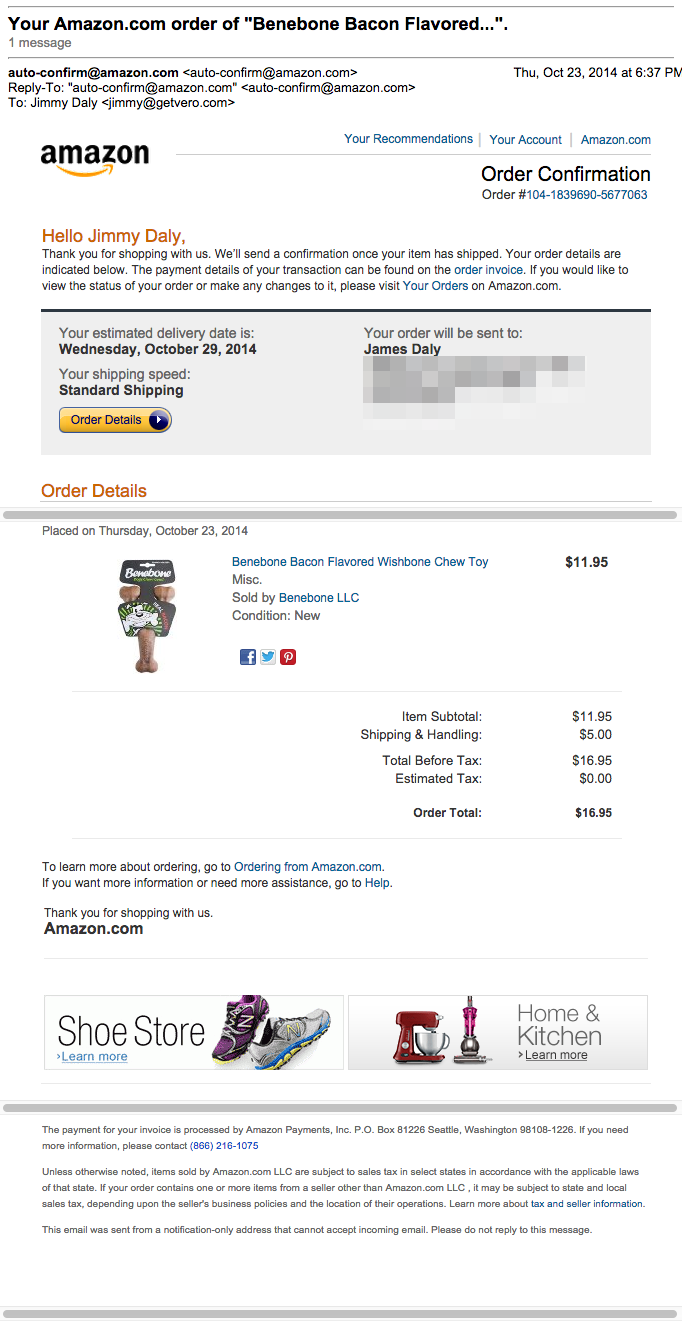 Your Amazon.com order of "Benebone Bacon Flavored...".
1 message
auto-confirm@amazon.com <auto-confirm@amazon.com> Thu, Oct 23, 2014 at 6:37 PM
Reply-To: "auto-confirm@amazon.com" <auto-confirm@amazon.com>
To: Jimmy Daly <jimmy@getvero.com>
Your Recommendations | Your Account | Amazon.com
amazon
Order Confirmation
Order #104-1839690-5677063
Hello Jimmy Daly,
Thank you for shopping with us. We'll send a confirmation once your item has shipped. Your order details are
indicated below. The payment details of your transaction can be found on the order invoice. If you would like to
view the status of your order or make any changes to it, please visit Your Orders on Amazon.com.
Your estimated delivery date is:
Wednesday, October 29, 2014
Your shipping speed:
Standard Shipping
Order Details
Your order will be sent to:
James Daly
Order Details
Placed on Thursday, October 23, 2014
Benebone
Benebone Bacon Flavored Wishbone Chew Toy $11.95
Misc.
Sold by Benebone LLC
Condition: New
Item Subtotal: $11.95
Shipping & Handling: $5.00
Total Before Tax: $16.95
Estimated Tax: $0.00
Order Total: $16.95
To learn more about ordering, go to Ordering from Amazon.com.
If you want more information or need more assistance, go to Help.
Thank you for shopping with us.
Amazon.com
Shoe Store
›Learn more
Home &
Kitchen
›Learn more
The payment for your invoice is processed by Amazon Payments, Inc. P.O. Box 81226 Seattle, Washington 98108-1226. If you need
more information, please contact (866) 216-1075
Unless otherwise noted, items sold by Amazon.com LLC are subject to sales tax in select states in accordance with the applicable laws
of that state. If your order contains one or more items from a seller other than Amazon.com LLC , it may be subject to state and local
sales tax, depending upon the seller's business policies and the location of their operations. Learn more about tax and seller information.
This email was sent from a notification-only address that cannot accept incoming email. Please do not reply to this message.